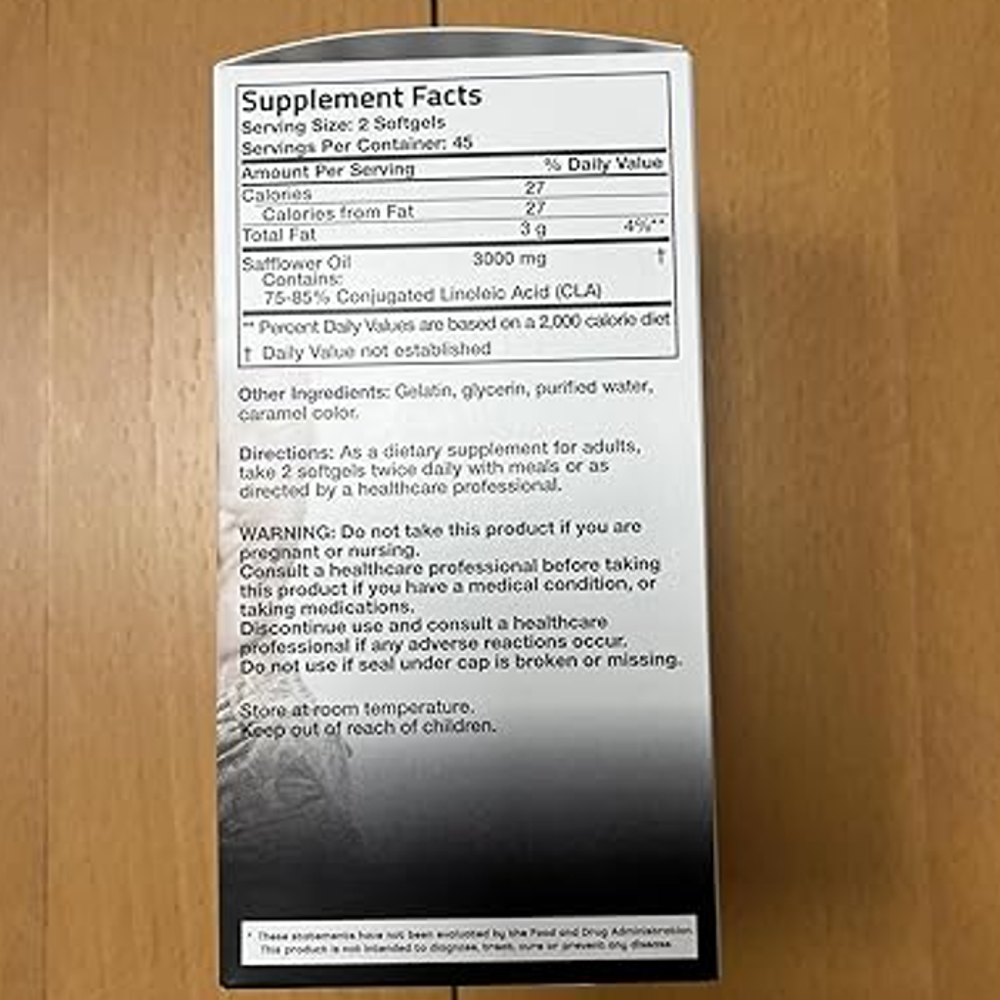 Supplement Facts
Serving Size: 2 Softgels
Servings Per Container: 45
Amount Per Serving % Daily Value
Calories 27
Calories from Fat 27
Total Fat 3 g 4%**
Safflower Oil 3000 mg †
Contains:
75-85% Conjugated Linoleic Acid (CLA)
** Percent Daily Values are based on a 2,000 calorie diet
† Daily Value not established
Other Ingredients: Gelatin, glycerin, purified water,
caramel color.
Directions: As a dietary supplement for adults,
take 2 softgels twice daily with meals or as
directed by a healthcare professional.
WARNING: Do not take this product if you are
pregnant or nursing.
Consult a healthcare professional before taking
this product if you have a medical condition, or
taking medications.
Discontinue use and consult a healthcare
professional if any adverse reactions occur.
Do not use if seal under cap is broken or missing.
Store at room temperature.
Keep out of reach of children.
* These statements have not been evaluated by the Food and Drug Administration.
This product is not intended to diagnose, treat, cure or prevent any disease.